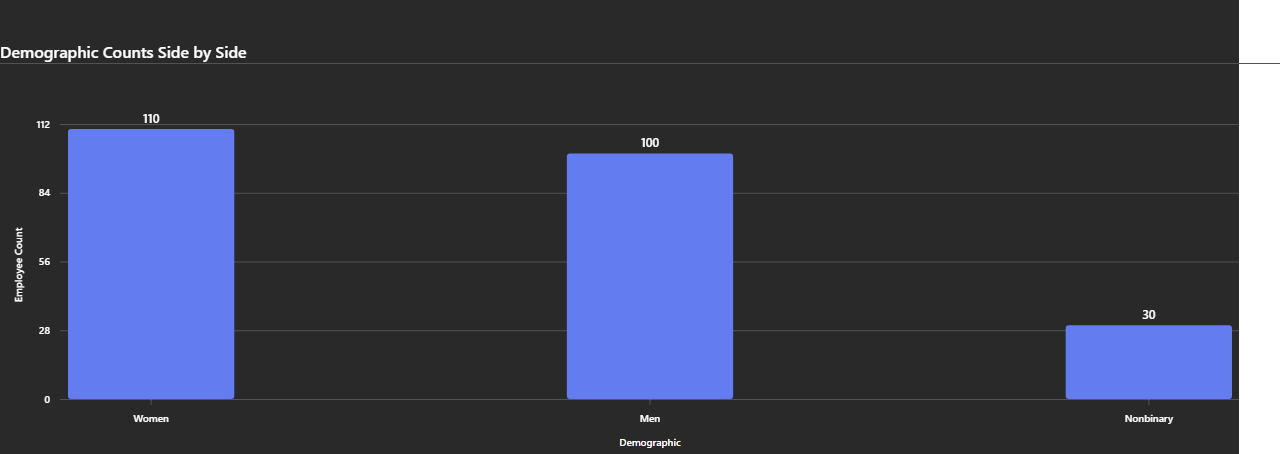 Demographic Counts Side by Side
110
100
30
112
84
56
28
0
Employee Count
Women
Men
Nonbinary
Demographic